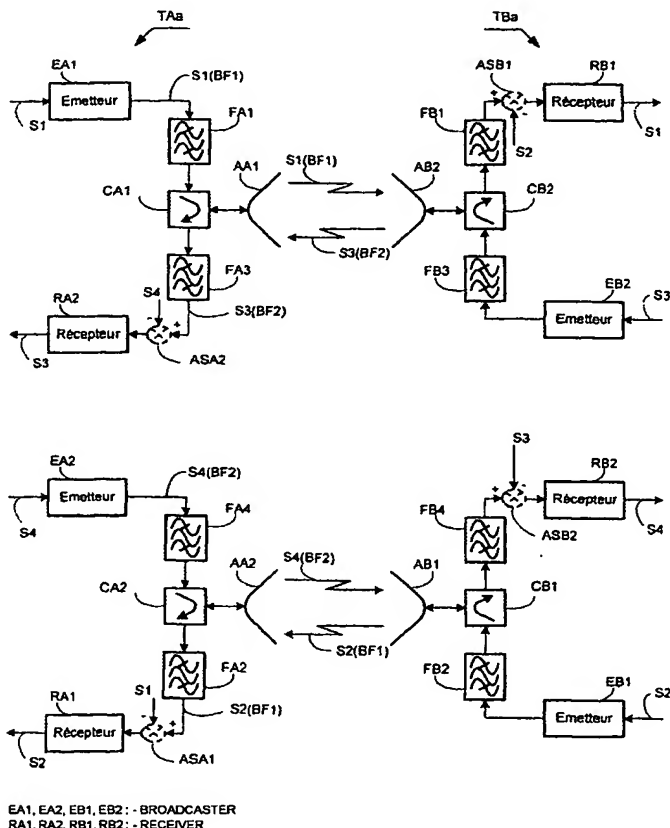 TAa
TBa
EA1
S1(BF1)
ASB1
RB1
Emetteur
Récepteur
S1
FA1
FB1
S2
S1
CA1
AA1
S1(BF1)
AB2
CB2
S3(BF2)
RA2
S4
FA3
FB3
EB2
S3
Récepteur
S3(BF2)
Emetteur
S3
ASA2
EA2
S4(BF2)
S3
RB2
Emetteur
Récepteur
S4
FA4
FB4
ASB2
S4
CA2
AA2
S4(BF2)
AB1
CB1
S2(BF1)
RA1
S1
FA2
FB2
EB1
S2
Récepteur
S2(BF1)
Emetteur
S2
ASA1
EA1, EA2, EB1, EB2 : - BROADCASTER
RA1, RA2, RB1, RB2 : - RECEIVER